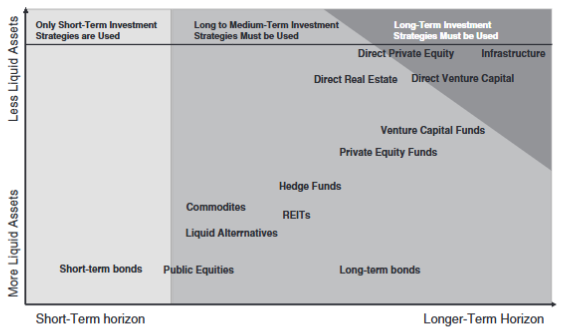 Only Short-Term Investment
Strategies are Used
Long to Medium-Term Investment
Strategies Must be Used
Long-Term Investment
Strategies Must be Used
Less Liquid Assets
Direct Private Equity
Infrastructure
Direct Real Estate
Direct Venture Capital
Venture Capital Funds
Private Equity Funds
Hedge Funds
Commodites
REITs
Liquid Alterrnatives
More Liquid Assets
Short-term bonds
Public Equities
Long-term bonds
Short-Term horizon
Longer-Term Horizon